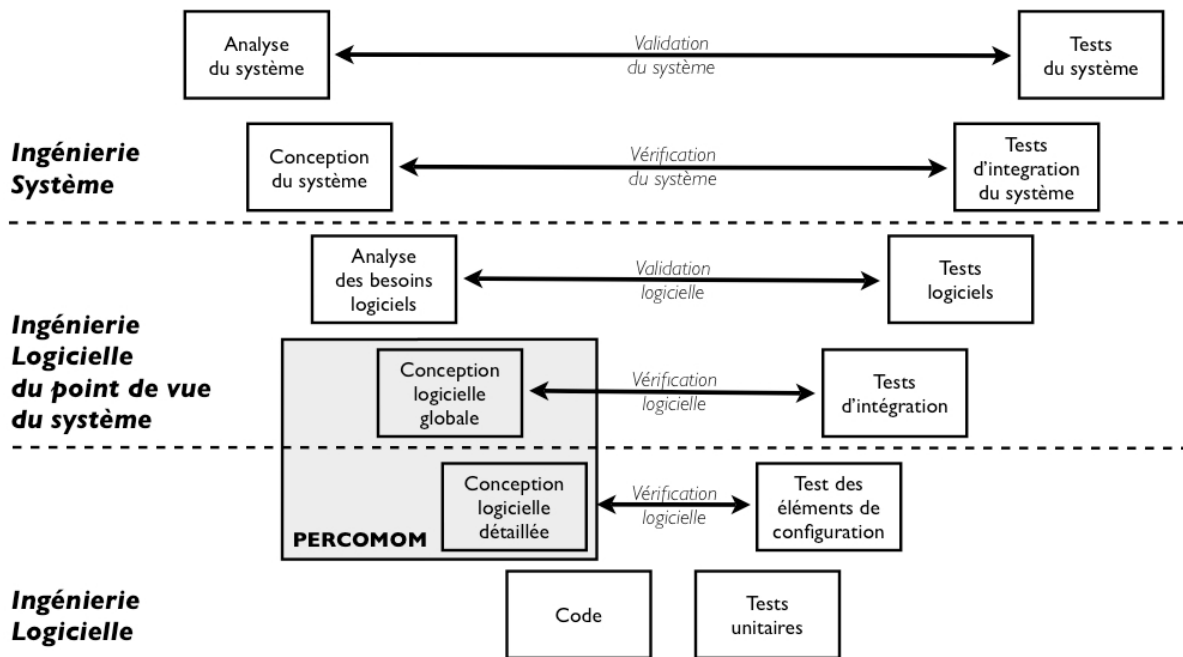 Analyse
du système
Validation
du système
Tests
du système
Ingénierie
Système
Conception
du système
Vérification
du système
Tests
d'integration
du système
Analyse
des besoins
logiciels
Validation
logicielle
Tests
logiciels
Ingénierie
Logicielle
du point de vue
du système
Conception
logicielle
globale
Vérification
logicielle
Tests
d'intégration
Conception
logicielle
détaillée
PERCOMOM
Vérification
logicielle
Test des
éléments de
configuration
Ingénierie
Logicielle
Code
Tests
unitaires